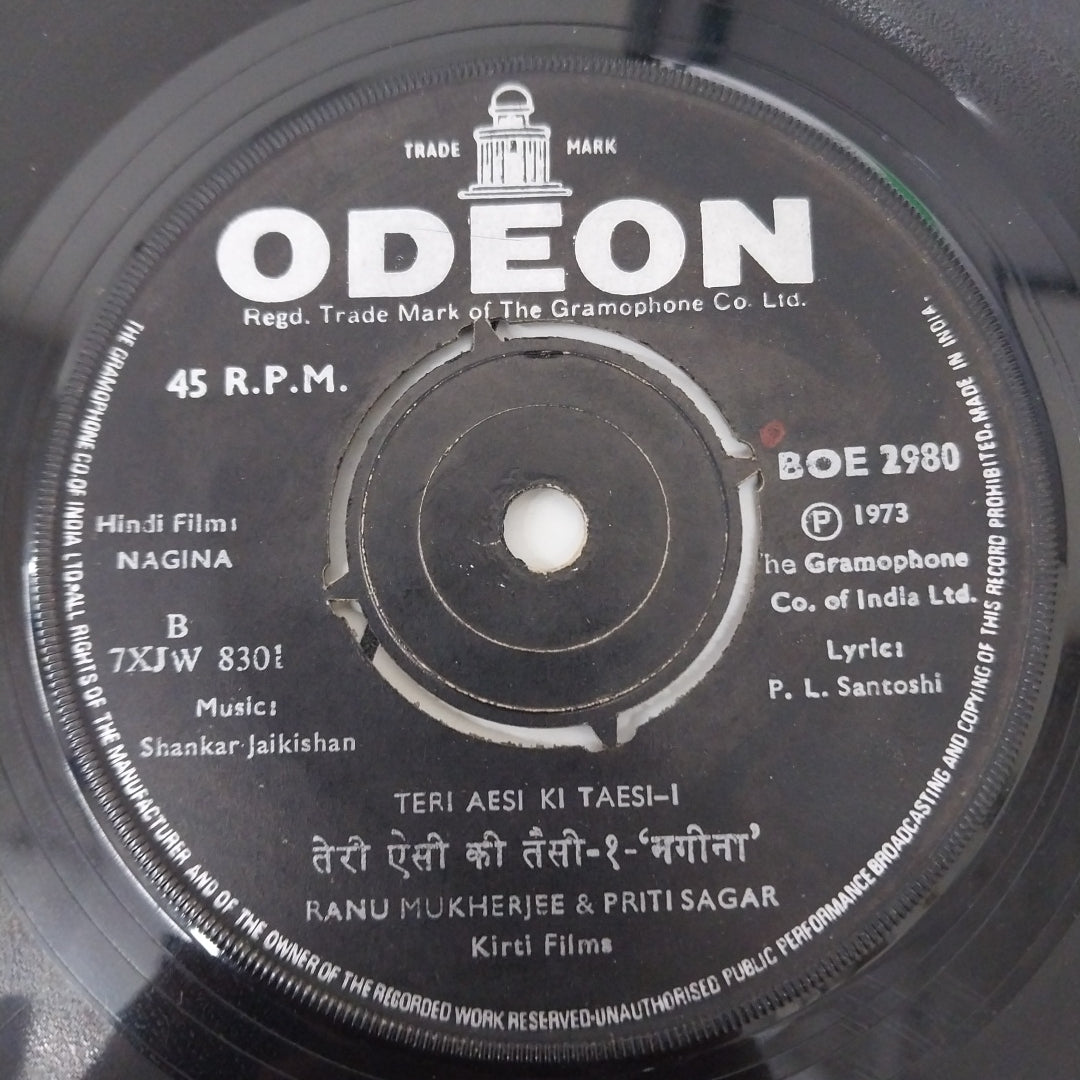 TRADE MARK
ODEON
Regd. Trade Mark of The Gramophone Co. Ltd.
45 R.P.M.
BOE 2980
Ⓟ 1973
he Gramophone
Co. of India Ltd.
Lyric:
P. L. Santoshi
Hindi Film:
NAGINA
B
7XJW 8301
Music:
Shankar Jaikishan
TERI AESI KI TAESI-I
तेरी ऐसी की तैसी-१-‘नगीना’
RANU MUKHERJEE & PRITI SAGAR
Kirti Films
THE GRAMOPHONE CO. OF INDIA LTD. ALL RIGHTS OF THE MANUFACTURER AND OF THE OWNER OF THE RECORDED WORK RESERVED-UNAUTHORISED PUBLIC PERFORMANCE BROADCASTING AND COPYING OF THIS RECORD PROHIBITED. MADE IN INDIA.